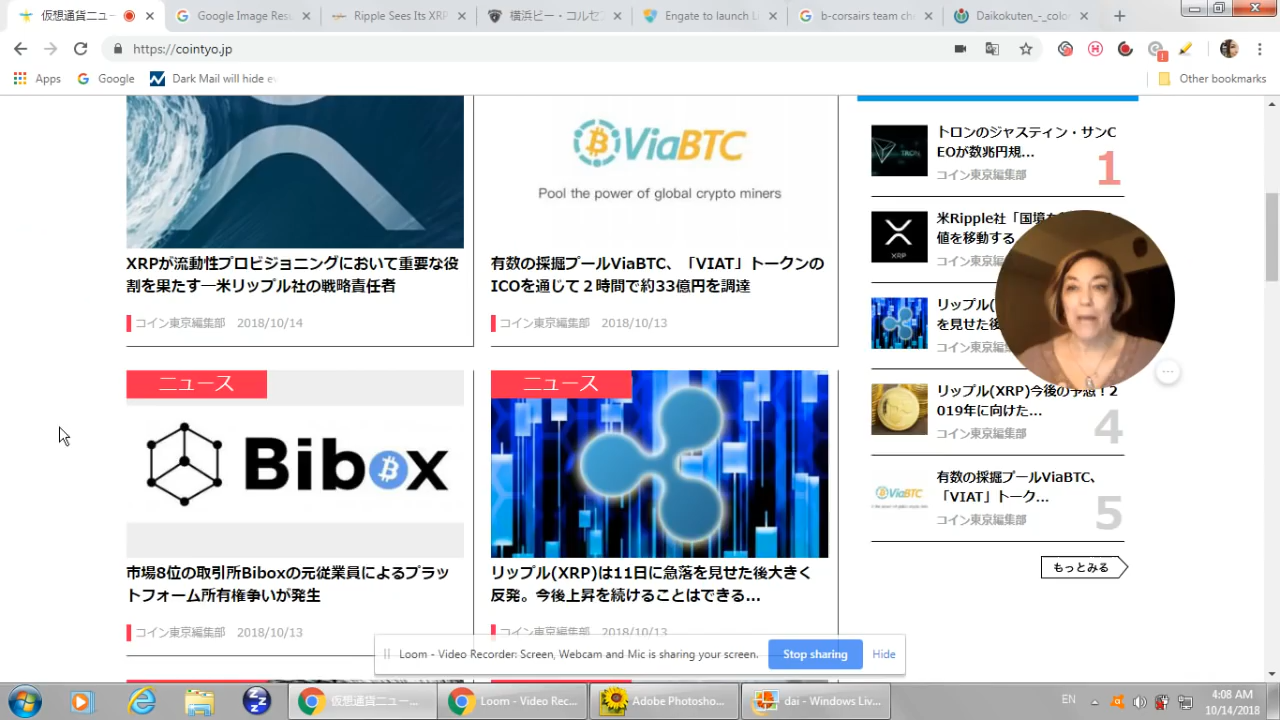 仮想通貨ニュー
Google Image Res
Ripple Sees Its XRP
横浜ビー・コルセ
Engate to launch L
b-corsairs team ch
Daikokuten_-_colo
https://cointyo.jp
Apps
Google
Dark Mail will hide e
Other bookmarks
ViaBTC
Pool the power of global crypto miners
XRPが流動性プロビジョニングにおいて重要な役
割を果たす―米リップル社の戦略責任者
コイン東京編集部 2018/10/14
有数の採掘プールViaBTC、「VIAT」トークンの
ICOを通じて２時間で約33億円を調達
コイン東京編集部 2018/10/13
ニュース
Bibox
市場8位の取引所Biboxの元従業員によるプラッ
トフォーム所有権争いが発生
コイン東京編集部 2018/10/13
ニュース
リップル(XRP)は11日に急落を見せた後大きく
反発。今後上昇を続けることはできる...
コイン東京編集部 2018/10/13
TRON
トロンのジャスティン・サンC
EOが数兆円規...
コイン東京編集部
1
XRP
米Ripple社「国境を
値を移動する
コイン東京編集部
リップル(
を見せた後
コイン東京編集部
リップル(XRP)今後の予想！2
019年に向けた...
コイン東京編集部
4
ViaBTC
有数の採掘プールViaBTC、
「VIAT」トーク...
コイン東京編集部
5
もっとみる
Loom - Video Recorder: Screen, Webcam and Mic is sharing your screen.
Stop sharing
Hide
仮想通貨ニュー...
Loom - Video Rec...
Adobe Photosho...
dai - Windows Liv...
EN
4:08 AM
10/14/2018